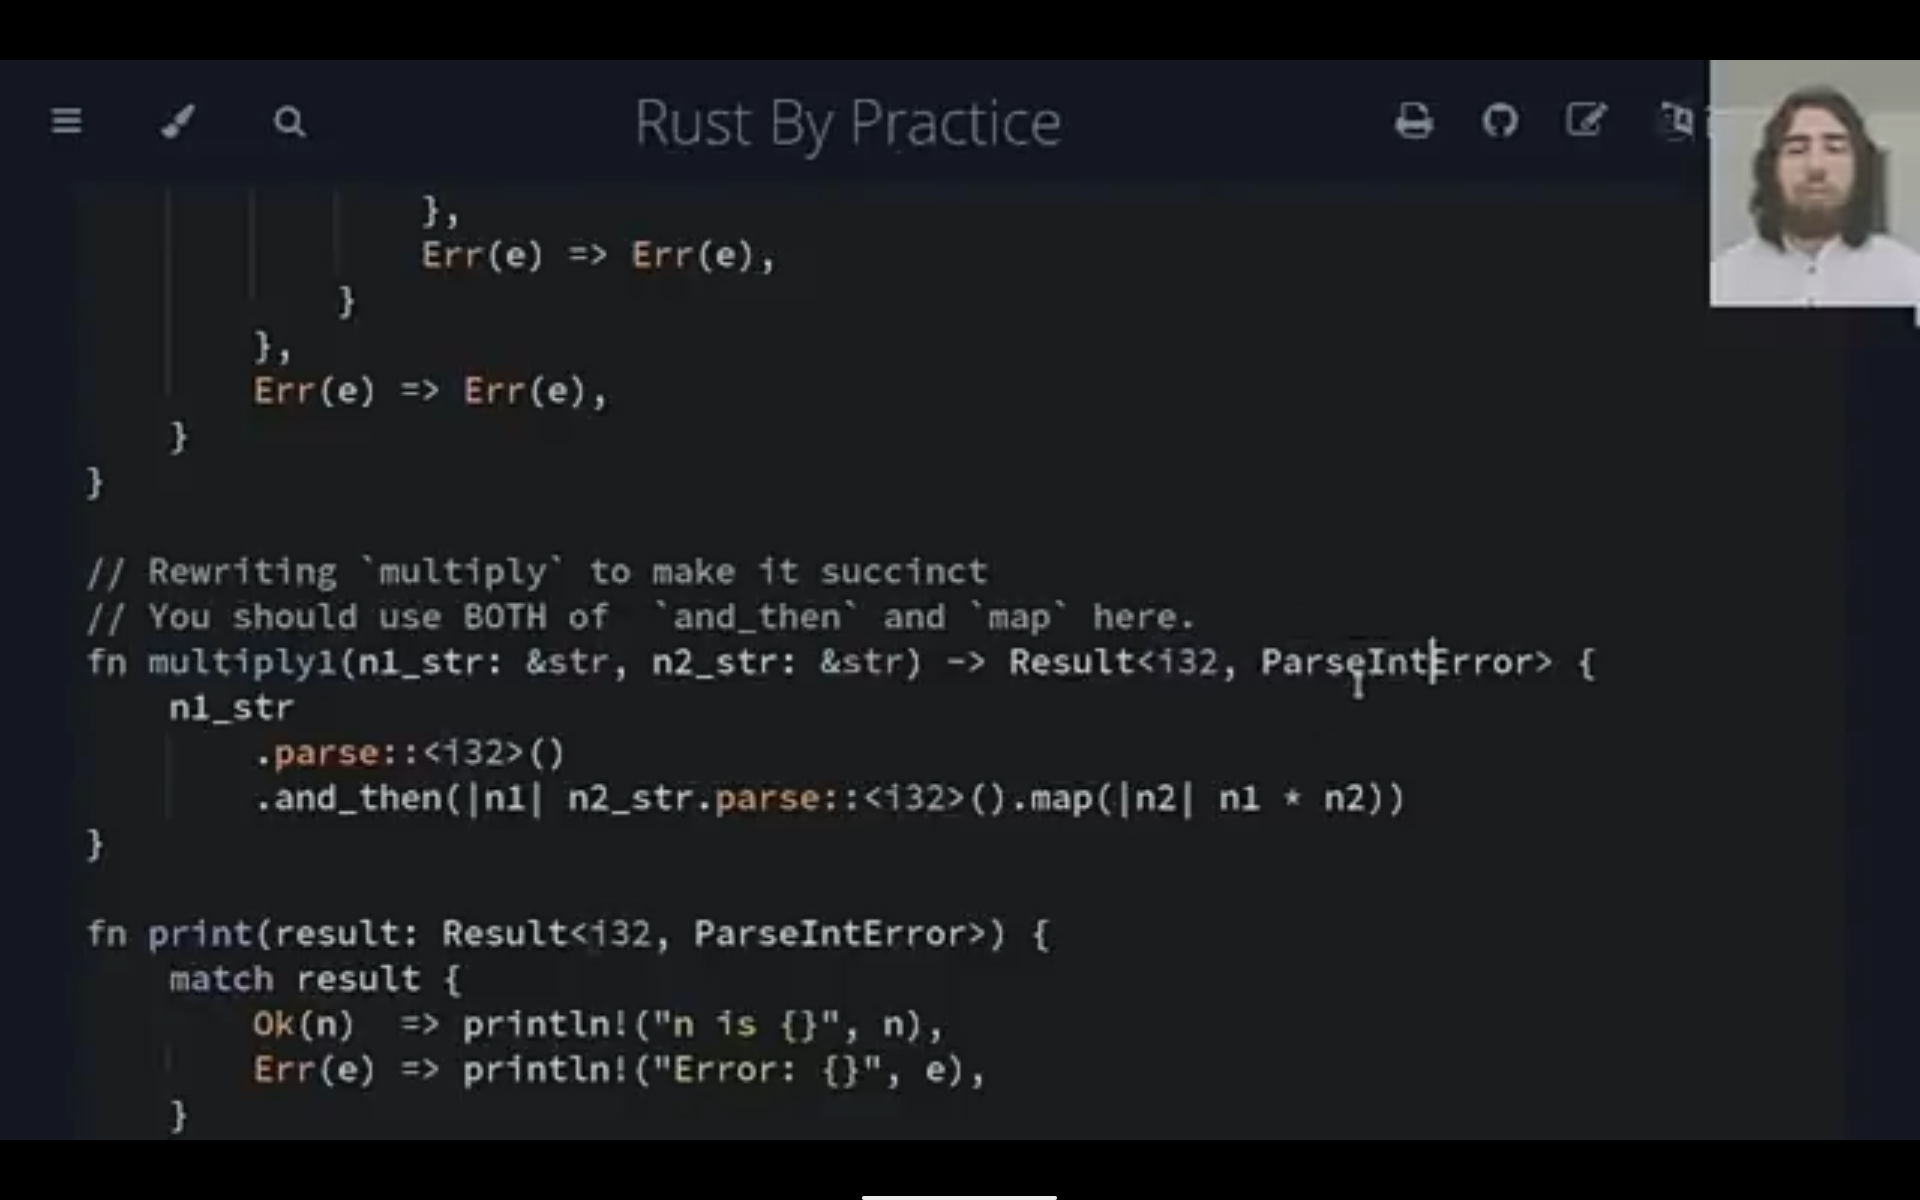 Rust By Practice
},
Err(e) => Err(e),
}
},
Err(e) => Err(e),
}
}
// Rewriting `multiply` to make it succinct
// You should use BOTH of  `and_then` and `map` here.
fn multiply1(n1_str: &str, n2_str: &str) -> Result<i32, ParseIntError> {
n1_str
.parse::<i32>()
.and_then(|n1| n2_str.parse::<i32>().map(|n2| n1 * n2))
}
fn print(result: Result<i32, ParseIntError>) {
match result {
Ok(n)  => println!("n is {}", n),
Err(e) => println!("Error: {}", e),
}